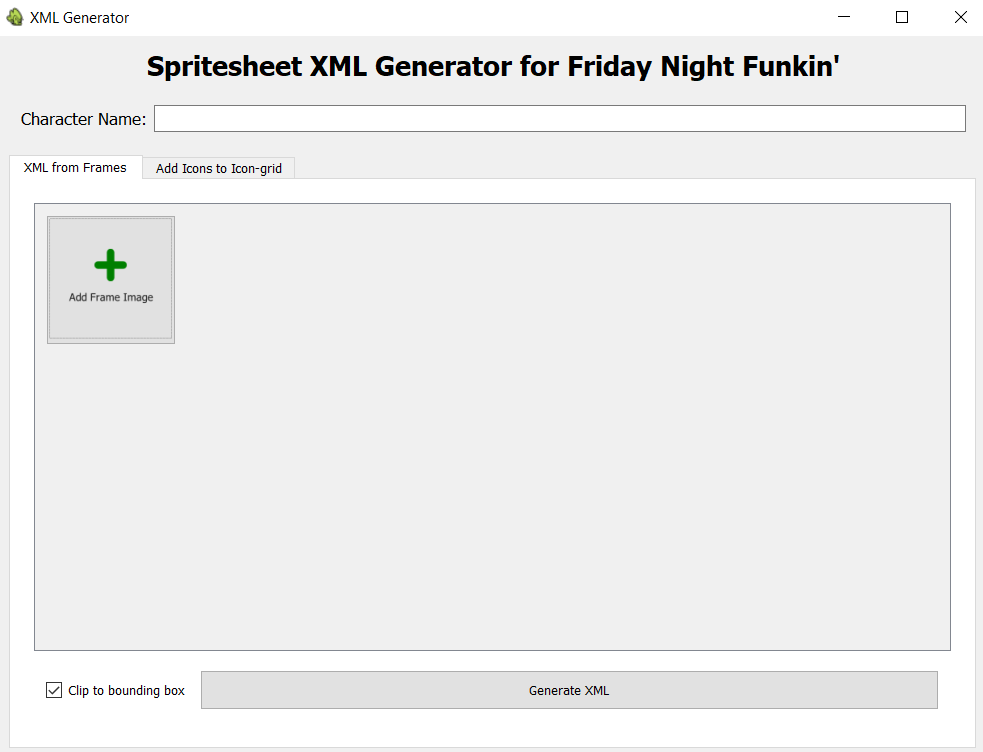 XML Generator
Spritesheet XML Generator for Friday Night Funkin'
Character Name:
XML from Frames
Add Icons to Icon-grid
Add Frame Image
Clip to bounding box
Generate XML